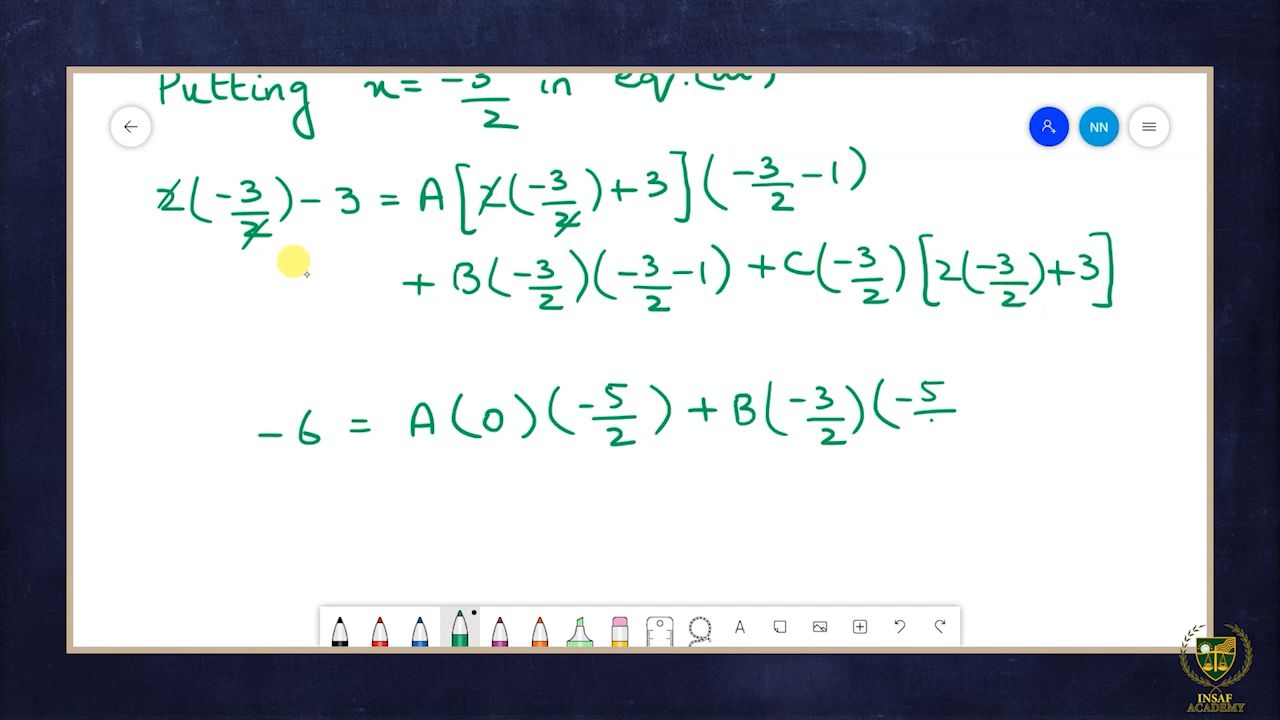 Putting x = -3/2 in eq.
NN
2(-3/2) - 3 = A[2(-3/2) + 3](-3/2 - 1)
+ B(-3/2)(-3/2 - 1) + C(-3/2)[2(-3/2) + 3]
-6 = A(0)(-5/2) + B(-3/2)(-5
A
INSAF
ACADEMY